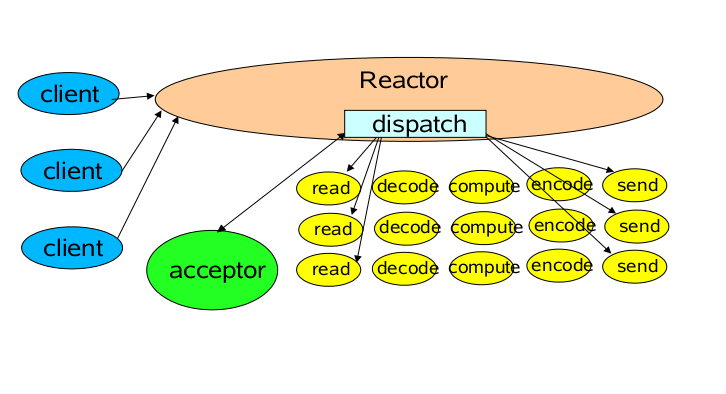 Reactor
client
dispatch
client
read decode compute encode send
read decode compute encode send
client
acceptor
read decode compute encode send